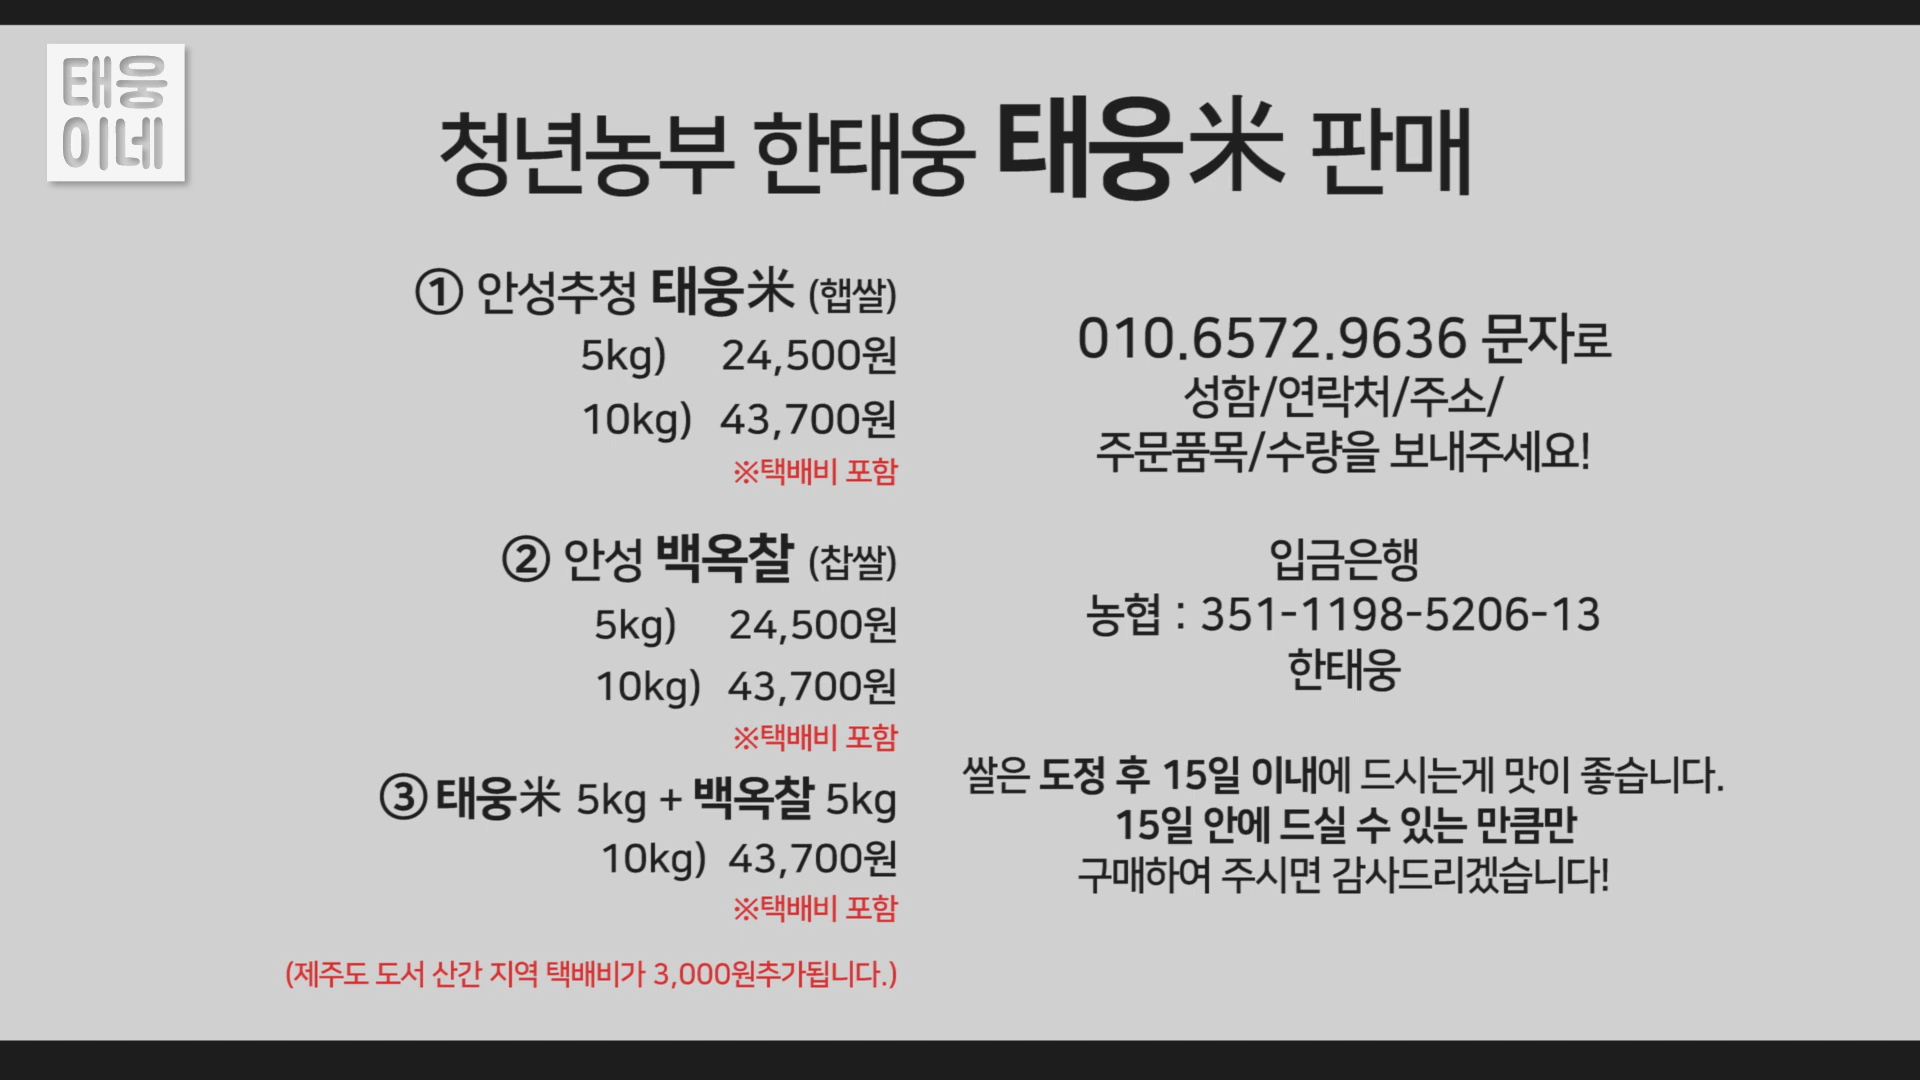 태웅
이네
청년농부 한태웅 태웅米 판매
① 안성추청 태웅米 (햅쌀)
5kg) 24,500원
10kg) 43,700원
※택배비 포함
② 안성 백옥찰 (찹쌀)
5kg) 24,500원
10kg) 43,700원
※택배비 포함
③ 태웅米 5kg + 백옥찰 5kg
10kg) 43,700원
※택배비 포함
(제주도 도서 산간 지역 택배비가 3,000원추가됩니다.)
010.6572.9636 문자로
성함/연락처/주소/
주문품목/수량을 보내주세요!
입금은행
농협 : 351-1198-5206-13
한태웅
쌀은 도정 후 15일 이내에 드시는게 맛이 좋습니다.
15일 안에 드실 수 있는 만큼만
구매하여 주시면 감사드리겠습니다!